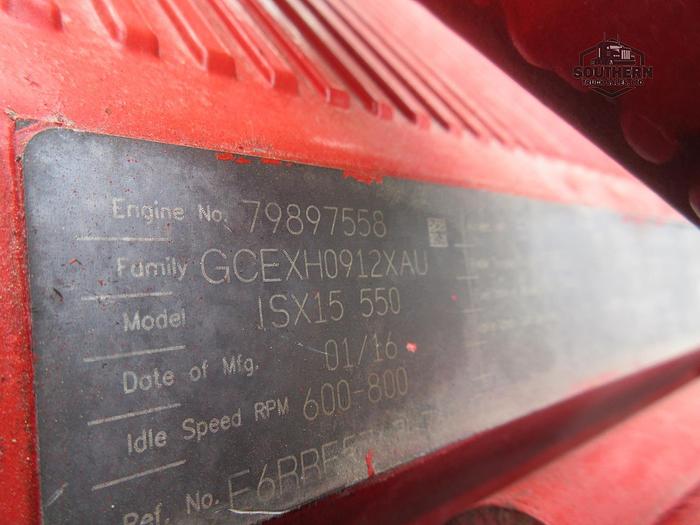 SOUTHERN
Engine No. 79897558
Family GCEXH0912XAU
Model ISX15 550
Date of Mfg. 01/16
Idle Speed RPM 600-800
Ref. No.